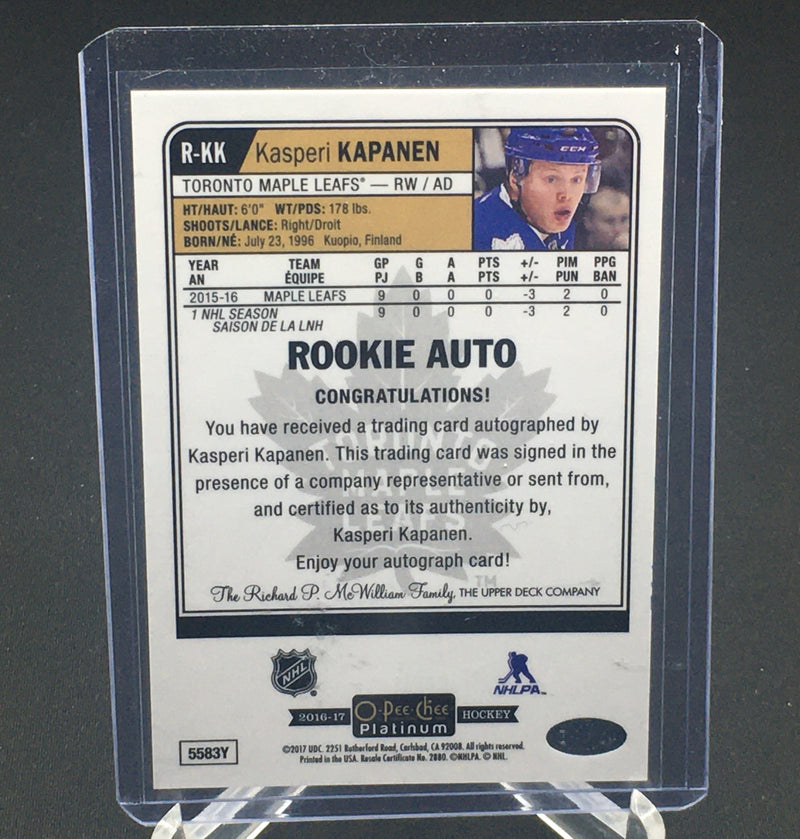 R-KK Kasperi KAPANEN
CCM
TORONTO MAPLE LEAFS® — RW / AD
HT/HAUT: 6'0" WT/PDS: 178 lbs.
SHOOTS/LANCE: Right/Droit
BORN/NÉ: July 23, 1996 Kuopio, Finland
YEAR TEAM GP G A PTS +/- PIM PPG
AN ÉQUIPE PJ B A PTS +/- PUN BAN
2015-16 MAPLE LEAFS 9 0 0 0 -3 2 0
1 NHL SEASON 9 0 0 0 -3 2 0
SAISON DE LA LNH
ROOKIE AUTO
CONGRATULATIONS!
You have received a trading card autographed by
Kasperi Kapanen. This trading card was signed in the
presence of a company representative or sent from,
and certified as to its authenticity by,
Kasperi Kapanen.
Enjoy your autograph card!
TORONTO
MAPLE
LEAFS
TM
The Richard P. McWilliam Family, THE UPPER DECK COMPANY
NHL
NHLPA
2016-17 O-Pee-Chee HOCKEY
Platinum
5583Y
©2017 UDC. 2251 Rutherford Road, Carlsbad, CA 92008. All rights reserved.
Printed in the USA. Resale Certificate No. 2880. ©NHLPA. © NHL.